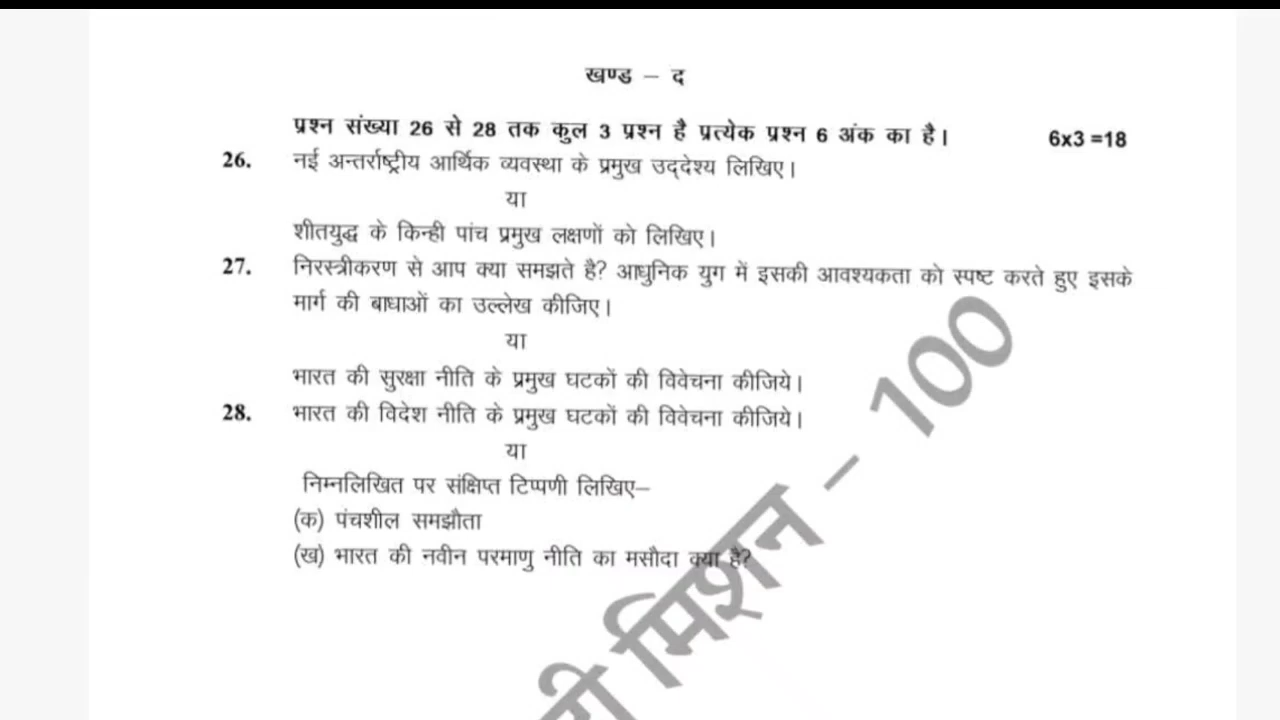 खण्ड – द
प्रश्न संख्या 26 से 28 तक कुल 3 प्रश्न है प्रत्येक प्रश्न 6 अंक का है। 6x3 =18
26. नई अन्तर्राष्ट्रीय आर्थिक व्यवस्था के प्रमुख उद्देश्य लिखिए।
या
शीतयुद्ध के किन्ही पांच प्रमुख लक्षणों को लिखिए।
27. निरस्त्रीकरण से आप क्या समझते है? आधुनिक युग में इसकी आवश्यकता को स्पष्ट करते हुए इसके
मार्ग की बाधाओं का उल्लेख कीजिए।
या
भारत की सुरक्षा नीति के प्रमुख घटकों की विवेचना कीजिये।
28. भारत की विदेश नीति के प्रमुख घटकों की विवेचना कीजिये।
या
निम्नलिखित पर संक्षिप्त टिप्पणी लिखिए–
(क) पंचशील समझौता
(ख) भारत की नवीन परमाणु नीति का मसौदा क्या है?
मिशन – 100